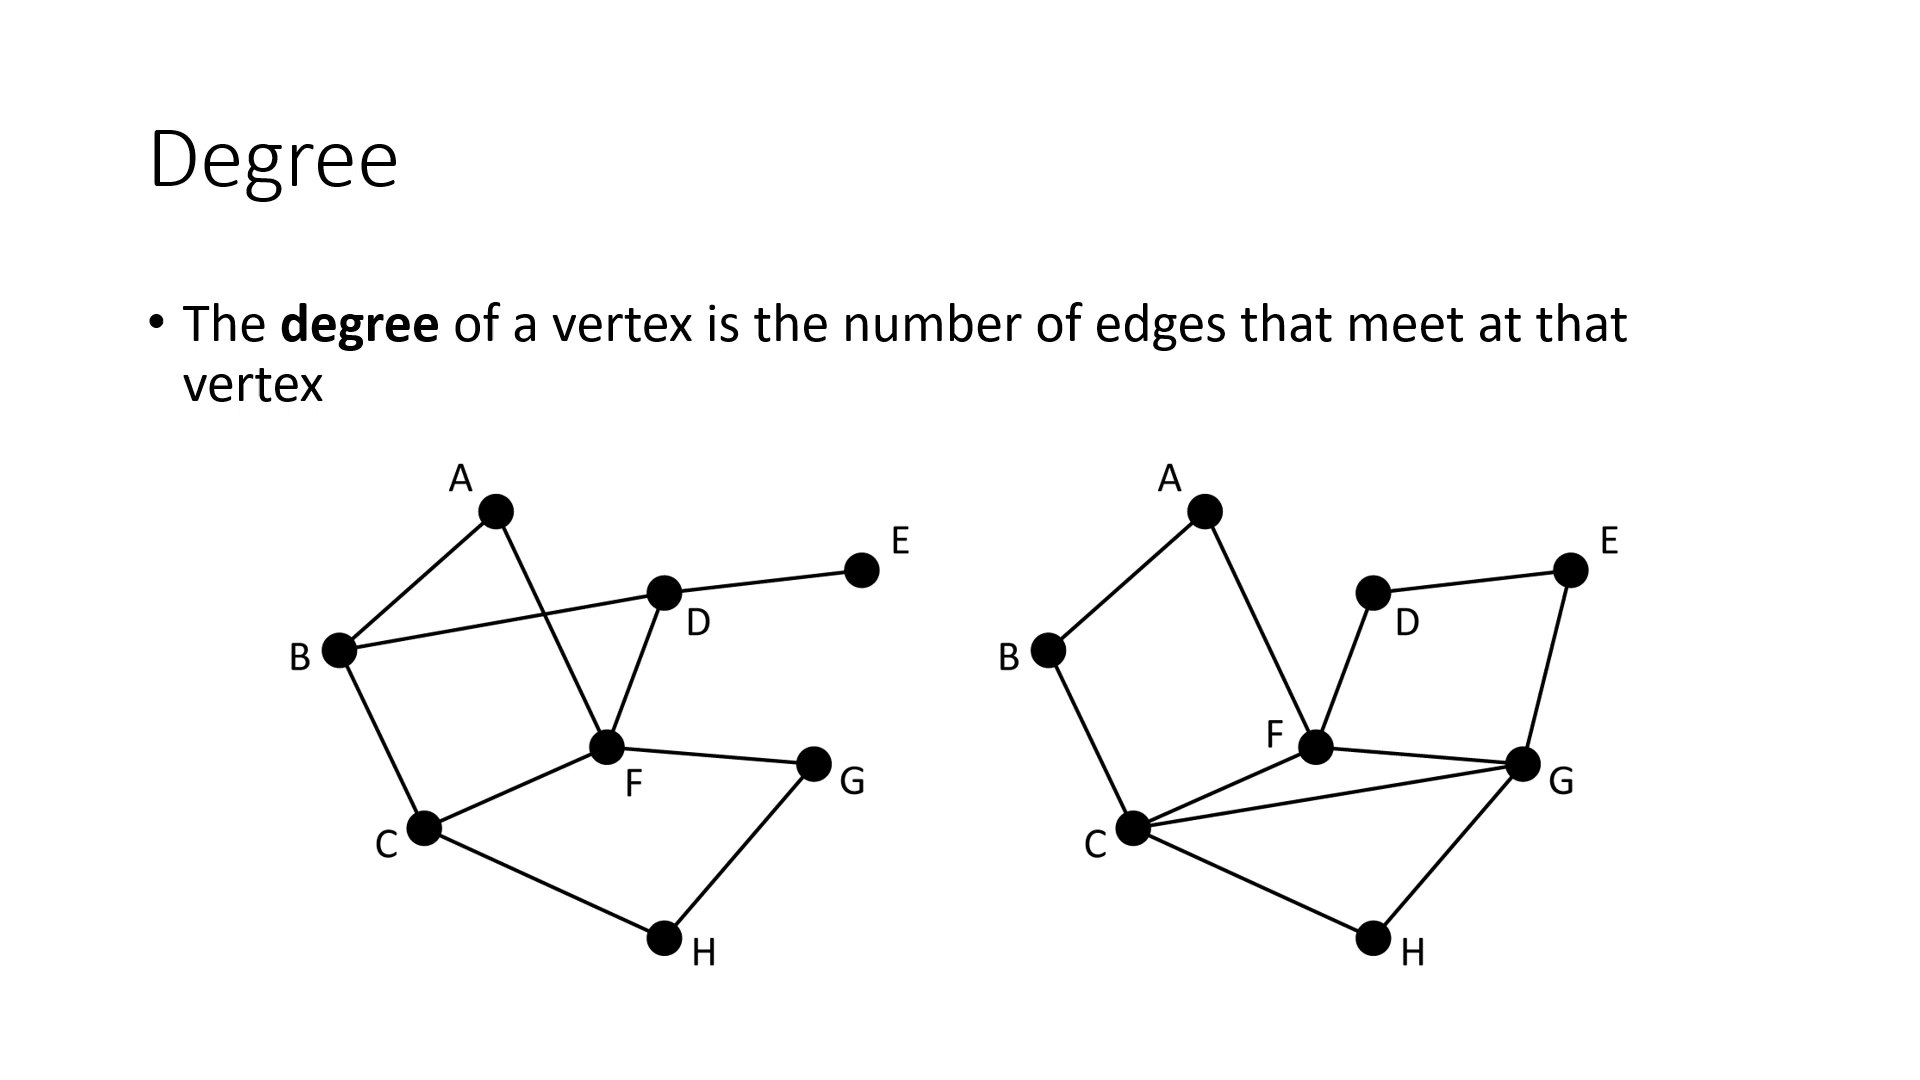 Degree
• The degree of a vertex is the number of edges that meet at that
vertex
A
E
D
B
F
G
C
H
A
E
D
B
F
G
C
H